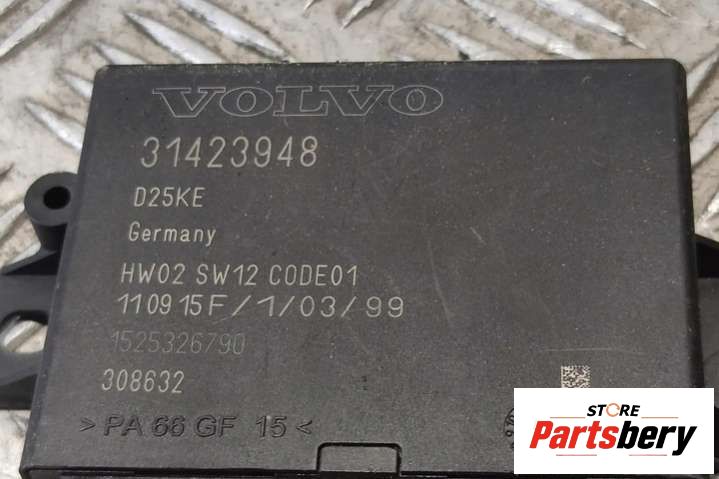 VOLVO
31423948
D25KE
Germany
HW02 SW12 CODE01
110915F/1/03/99
1525326790
308632
>PA 66 GF 15<
STORE
Partsbery